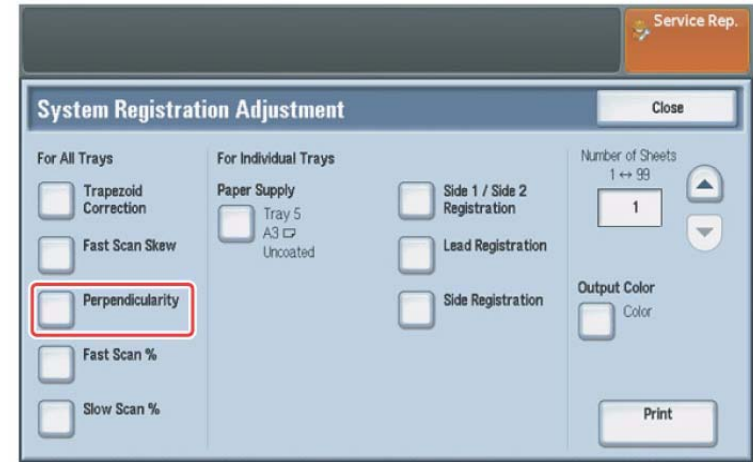 Service Rep.
System Registration Adjustment
Close
For All Trays
Trapezoid
Correction
Fast Scan Skew
Perpendicularity
Fast Scan %
Slow Scan %
For Individual Trays
Paper Supply
Tray 5
A3
Uncoated
Side 1 / Side 2
Registration
Lead Registration
Side Registration
Number of Sheets
1 ↔ 99
1
Output Color
Color
Print